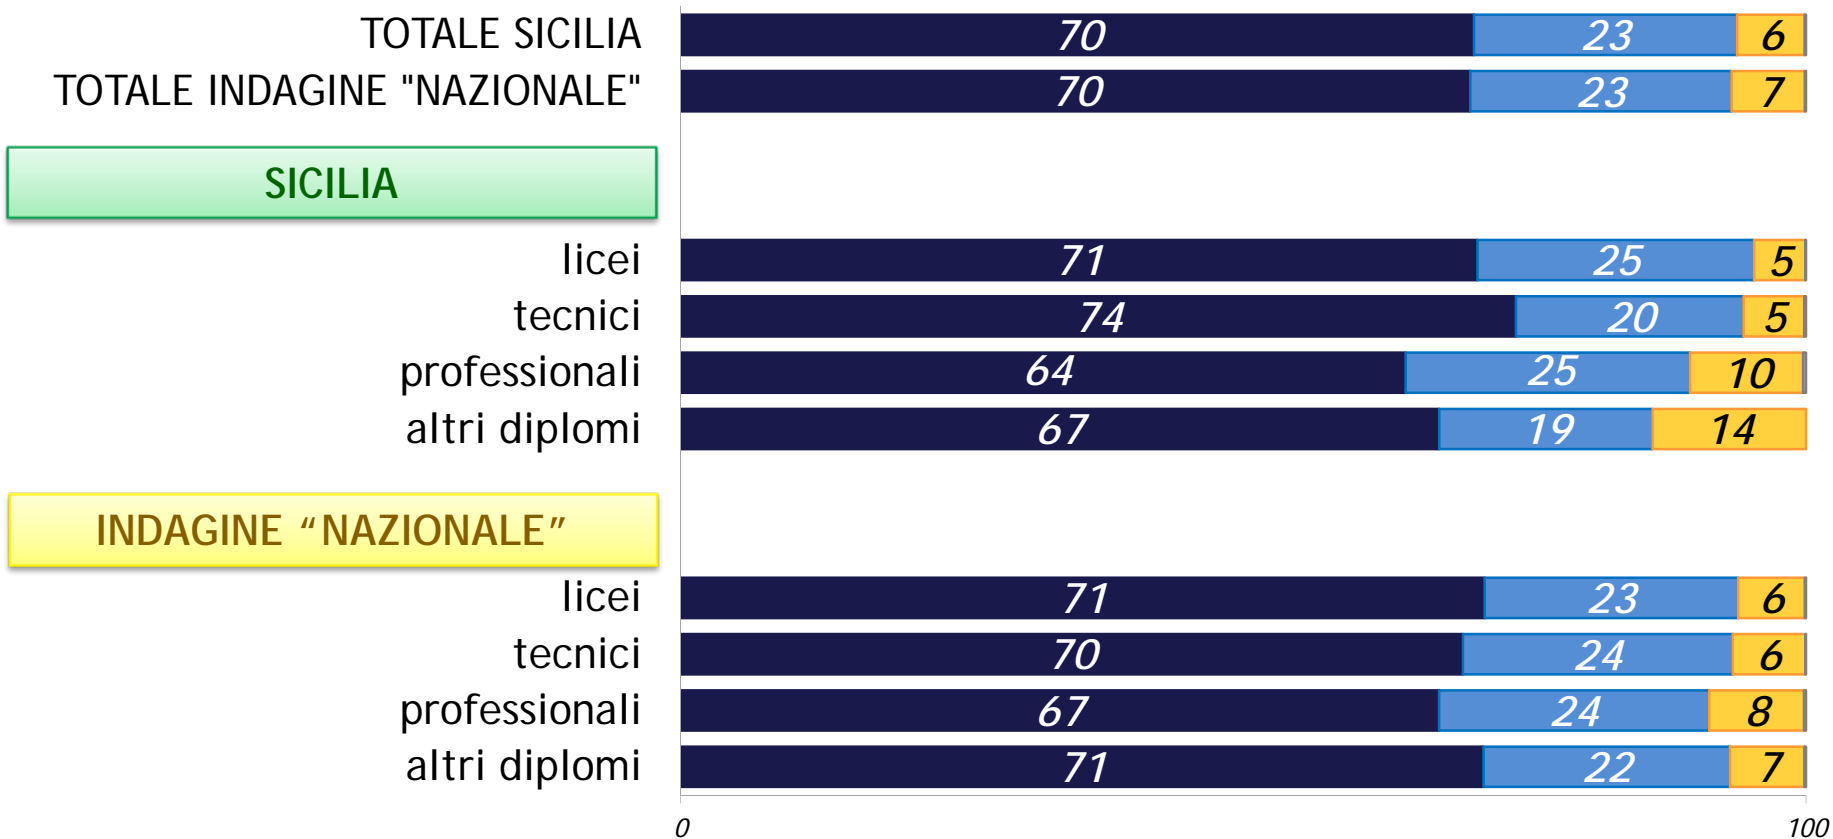 TOTALE SICILIA 70 23 6
TOTALE INDAGINE "NAZIONALE" 70 23 7
SICILIA
licei 71 25 5
tecnici 74 20 5
professionali 64 25 10
altri diplomi 67 19 14
INDAGINE “NAZIONALE”
licei 71 23 6
tecnici 70 24 6
professionali 67 24 8
altri diplomi 71 22 7
0 100